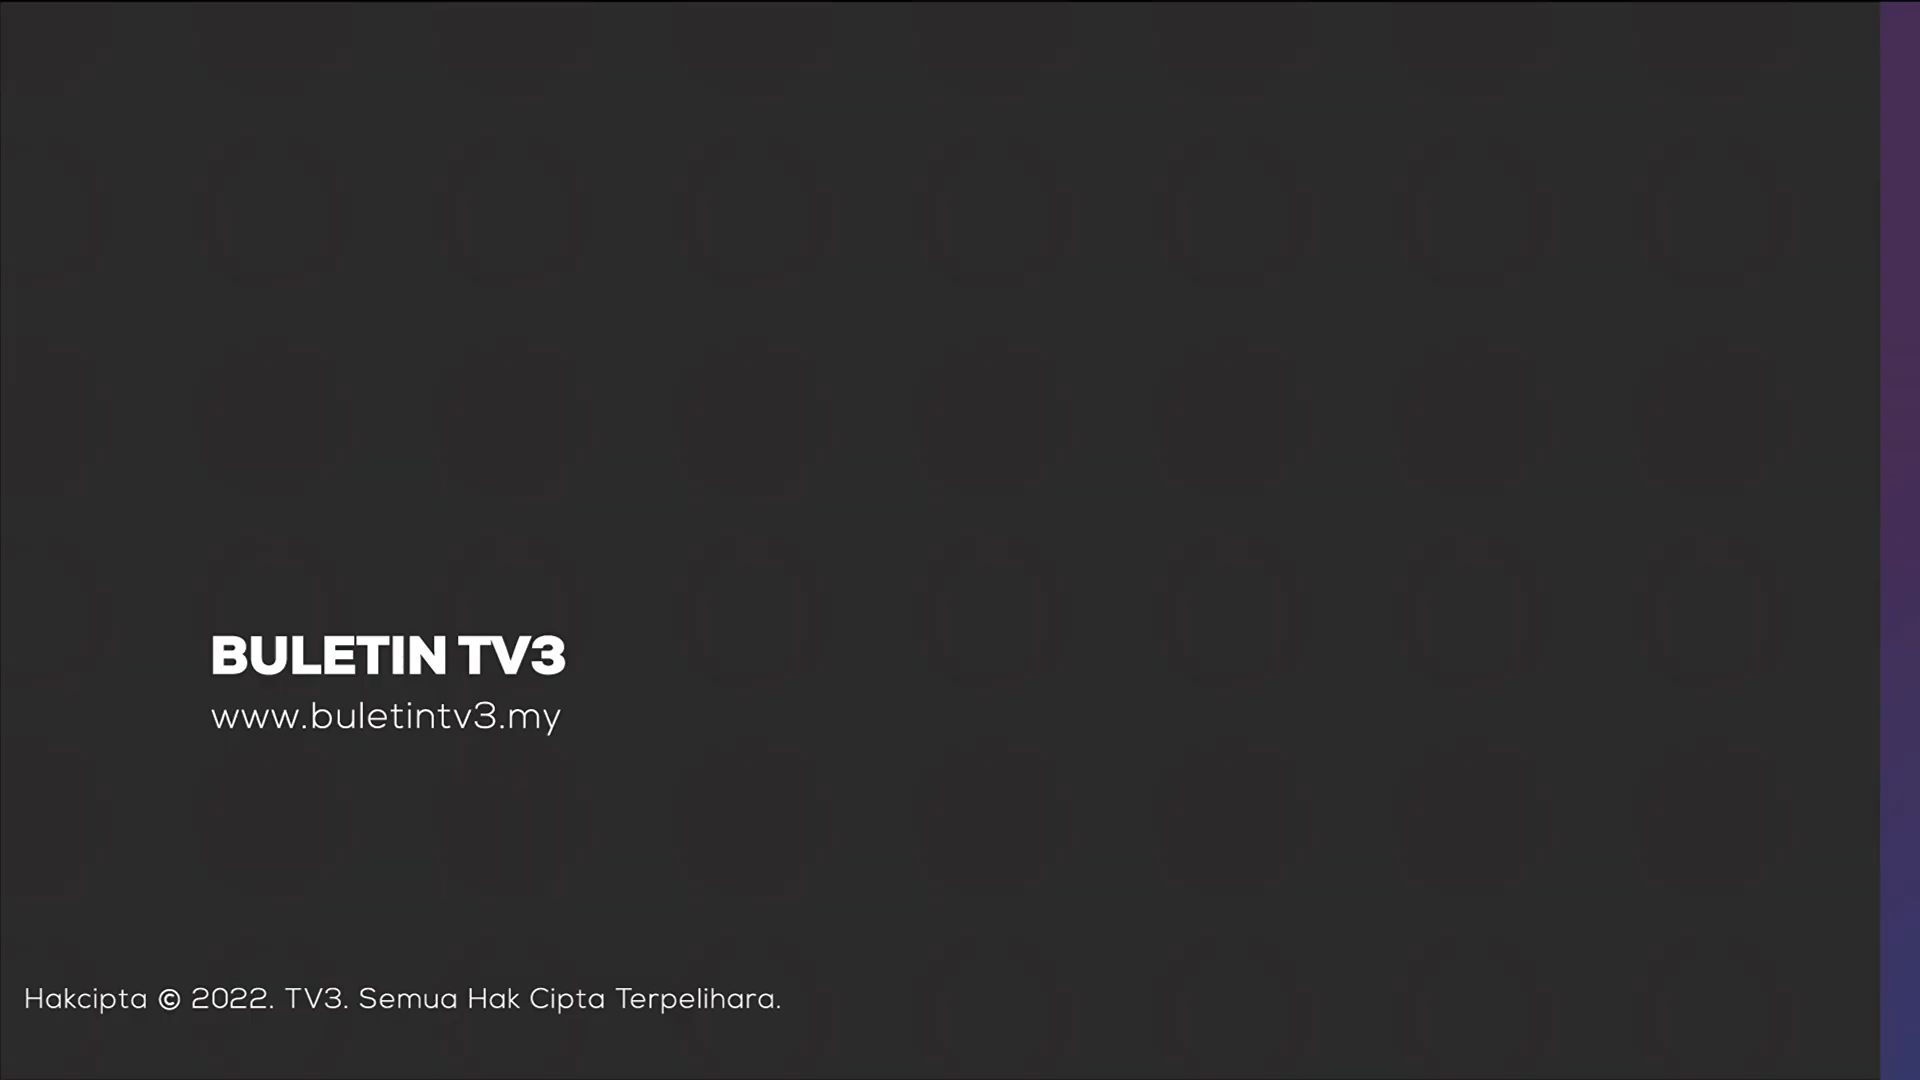 BULETIN TV3
www.buletintv3.my
Hakcipta © 2022. TV3. Semua Hak Cipta Terpelihara.